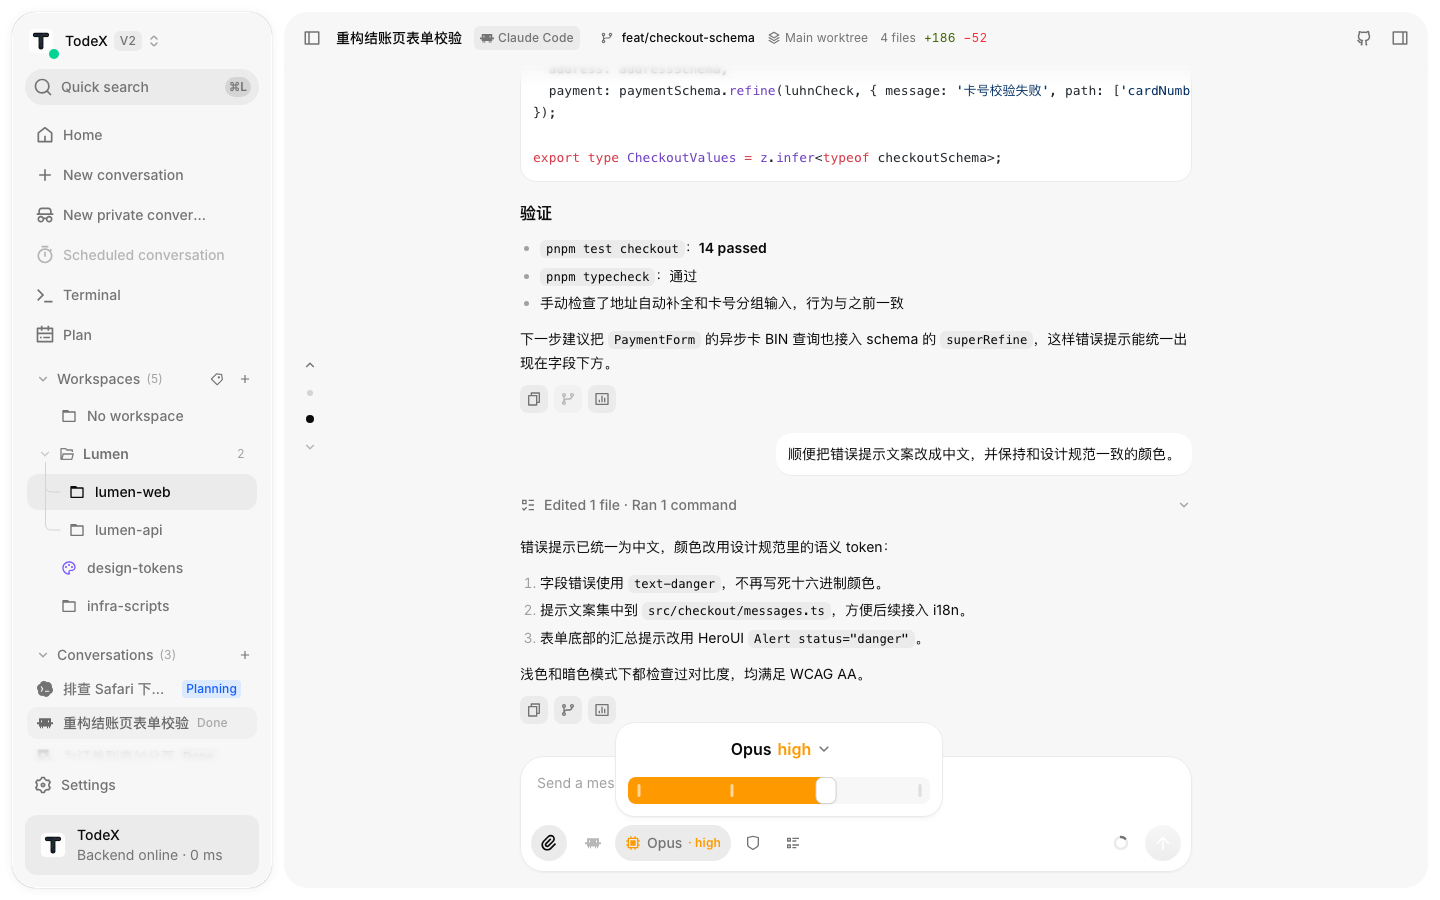 TodeX V2
Quick search ⌘L
Home
New conversation
New private conver...
Scheduled conversation
Terminal
Plan
Workspaces (5)
No workspace
Lumen 2
lumen-web
lumen-api
design-tokens
infra-scripts
Conversations (3)
排查 Safari 下... Planning
重构结账页表单校验 Done
Settings
TodeX
Backend online · 0 ms
重构结账页表单校验 Claude Code feat/checkout-schema Main worktree 4 files +186 −52
address: addressSchema,
payment: paymentSchema.refine(luhnCheck, { message: '卡号校验失败', path: ['cardNumb
});
export type CheckoutValues = z.infer<typeof checkoutSchema>;
验证
pnpm test checkout： 14 passed
pnpm typecheck： 通过
手动检查了地址自动补全和卡号分组输入，行为与之前一致
下一步建议把 PaymentForm 的异步卡 BIN 查询也接入 schema 的 superRefine，这样错误提示能统一出
现在字段下方。
顺便把错误提示文案改成中文，并保持和设计规范一致的颜色。
Edited 1 file · Ran 1 command
错误提示已统一为中文，颜色改用设计规范里的语义 token：
1. 字段错误使用 text-danger，不再写死十六进制颜色。
2. 提示文案集中到 src/checkout/messages.ts，方便后续接入 i18n。
3. 表单底部的汇总提示改用 HeroUI Alert status="danger"。
浅色和暗色模式下都检查过对比度，均满足 WCAG AA。
Opus high
Send a mes
Opus · high